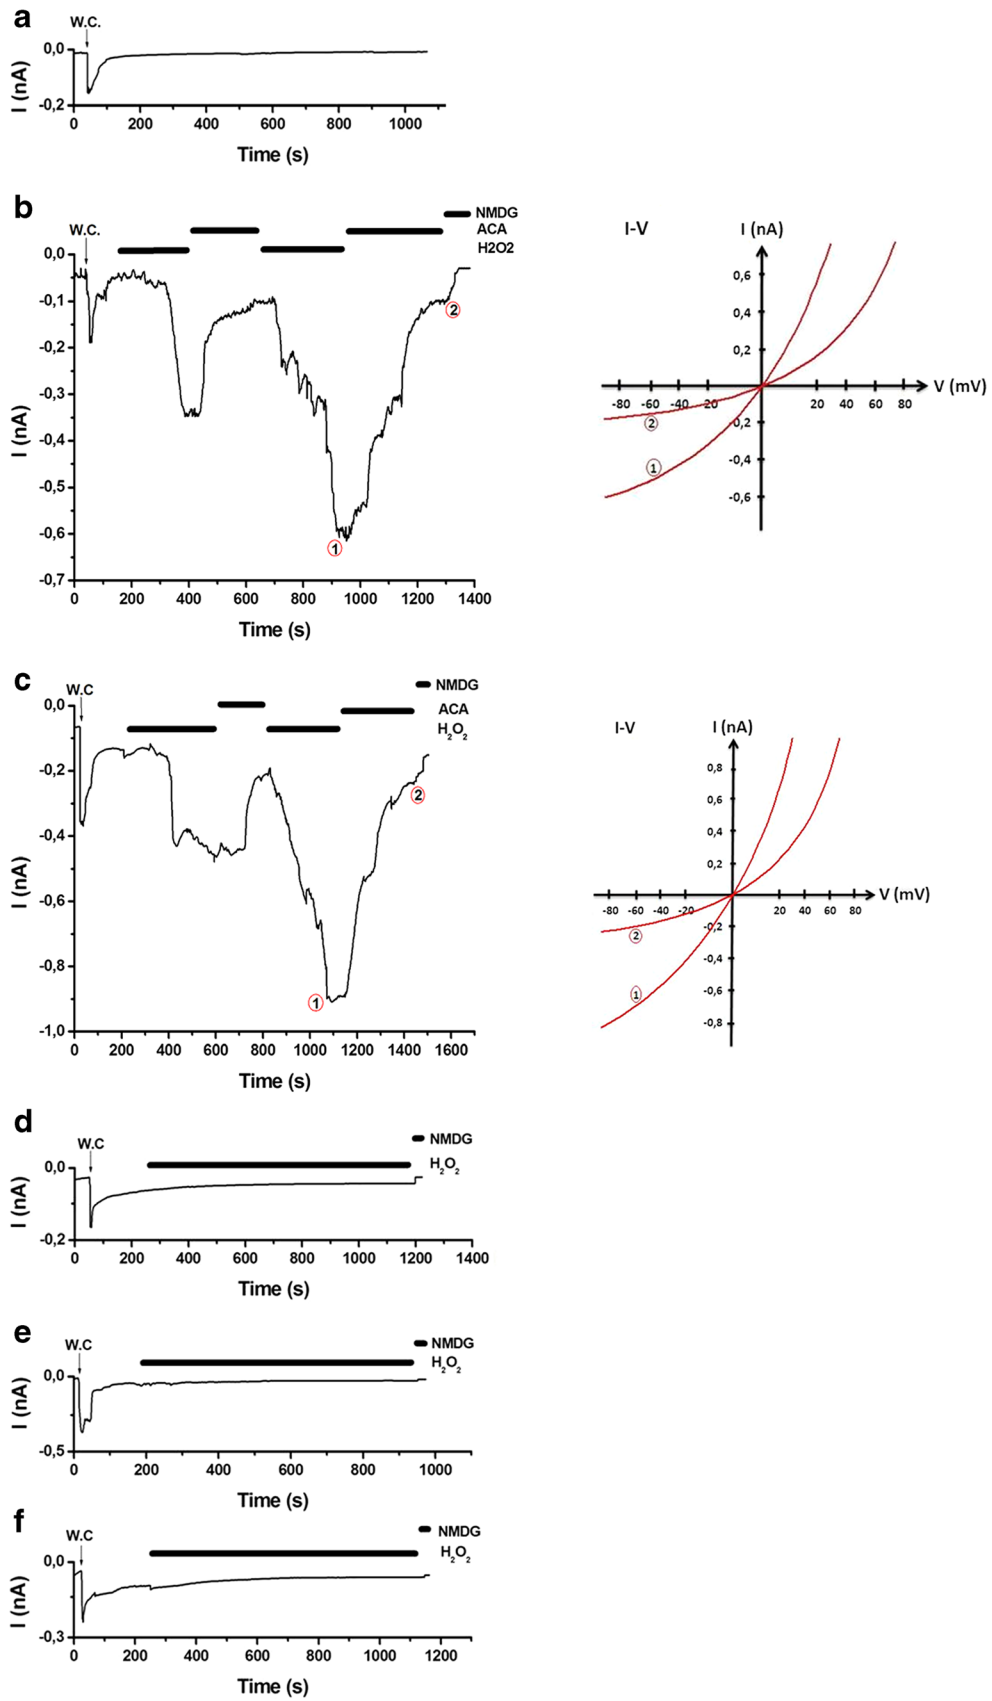 a
W.C.
0,0
-0,2
I (nA)
0 200 400 600 800 1000
Time (s)
b
W.C.
NMDG
ACA
H2O2
0,0
-0,1
-0,2
-0,3
-0,4
-0,5
-0,6
-0,7
I (nA)
1
2
0 200 400 600 800 1000 1200 1400
Time (s)
I-V
I (nA)
0,6
0,4
0,2
-80 -60 -40 -20 20 40 60 80
V (mV)
-0,2
-0,4
-0,6
2
1
c
W.C
NMDG
ACA
H2O2
0,0
-0,2
-0,4
-0,6
-0,8
-1,0
I (nA)
1
2
0 200 400 600 800 1000 1200 1400 1600
Time (s)
I-V
I (nA)
0,8
0,6
0,4
0,2
-80 -60 -40 -20 20 40 60 80
V (mV)
-0,2
-0,4
-0,6
-0,8
2
1
d
W.C
NMDG
H2O2
0,0
-0,2
I (nA)
0 200 400 600 800 1000 1200 1400
Time (s)
e
W.C
NMDG
H2O2
0,0
-0,5
I (nA)
0 200 400 600 800 1000
Time (s)
f
W.C
NMDG
H2O2
0,0
-0,3
I (nA)
0 200 400 600 800 1000 1200
Time (s)